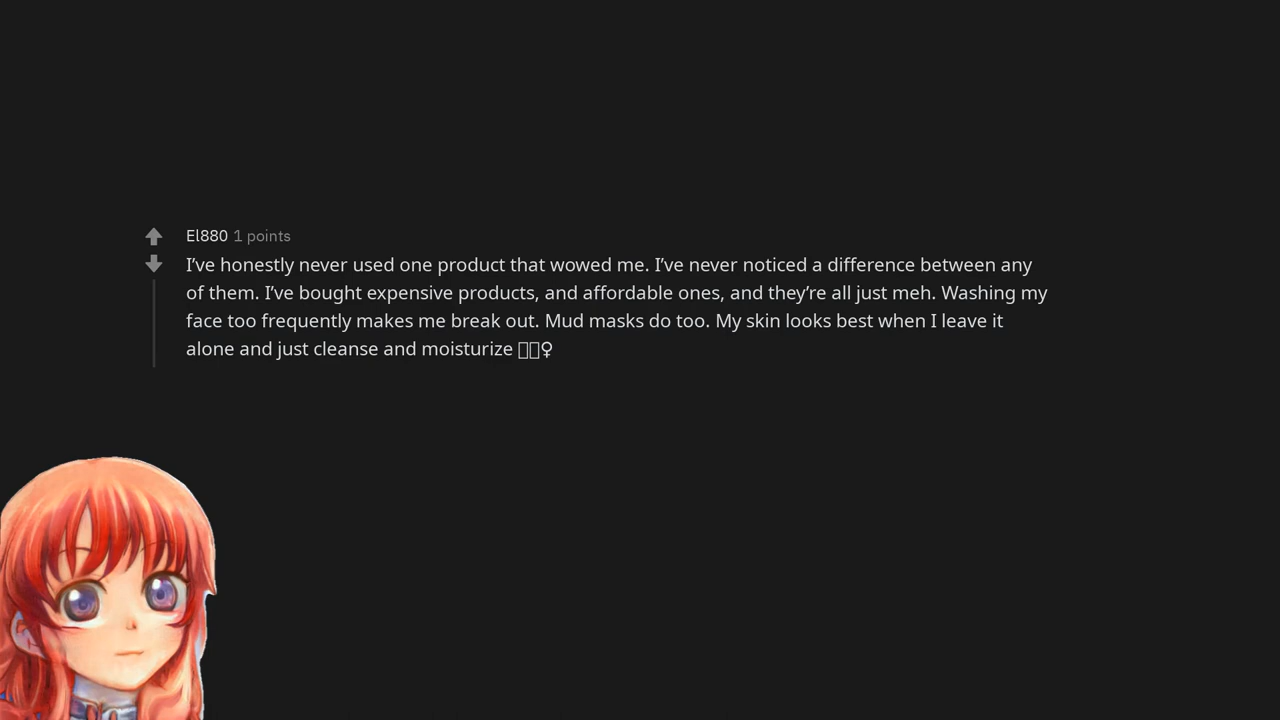 El880 1 points
I’ve honestly never used one product that wowed me. I’ve never noticed a difference between any
of them. I’ve bought expensive products, and affordable ones, and they’re all just meh. Washing my
face too frequently makes me break out. Mud masks do too. My skin looks best when I leave it
alone and just cleanse and moisturize ▯▯♀